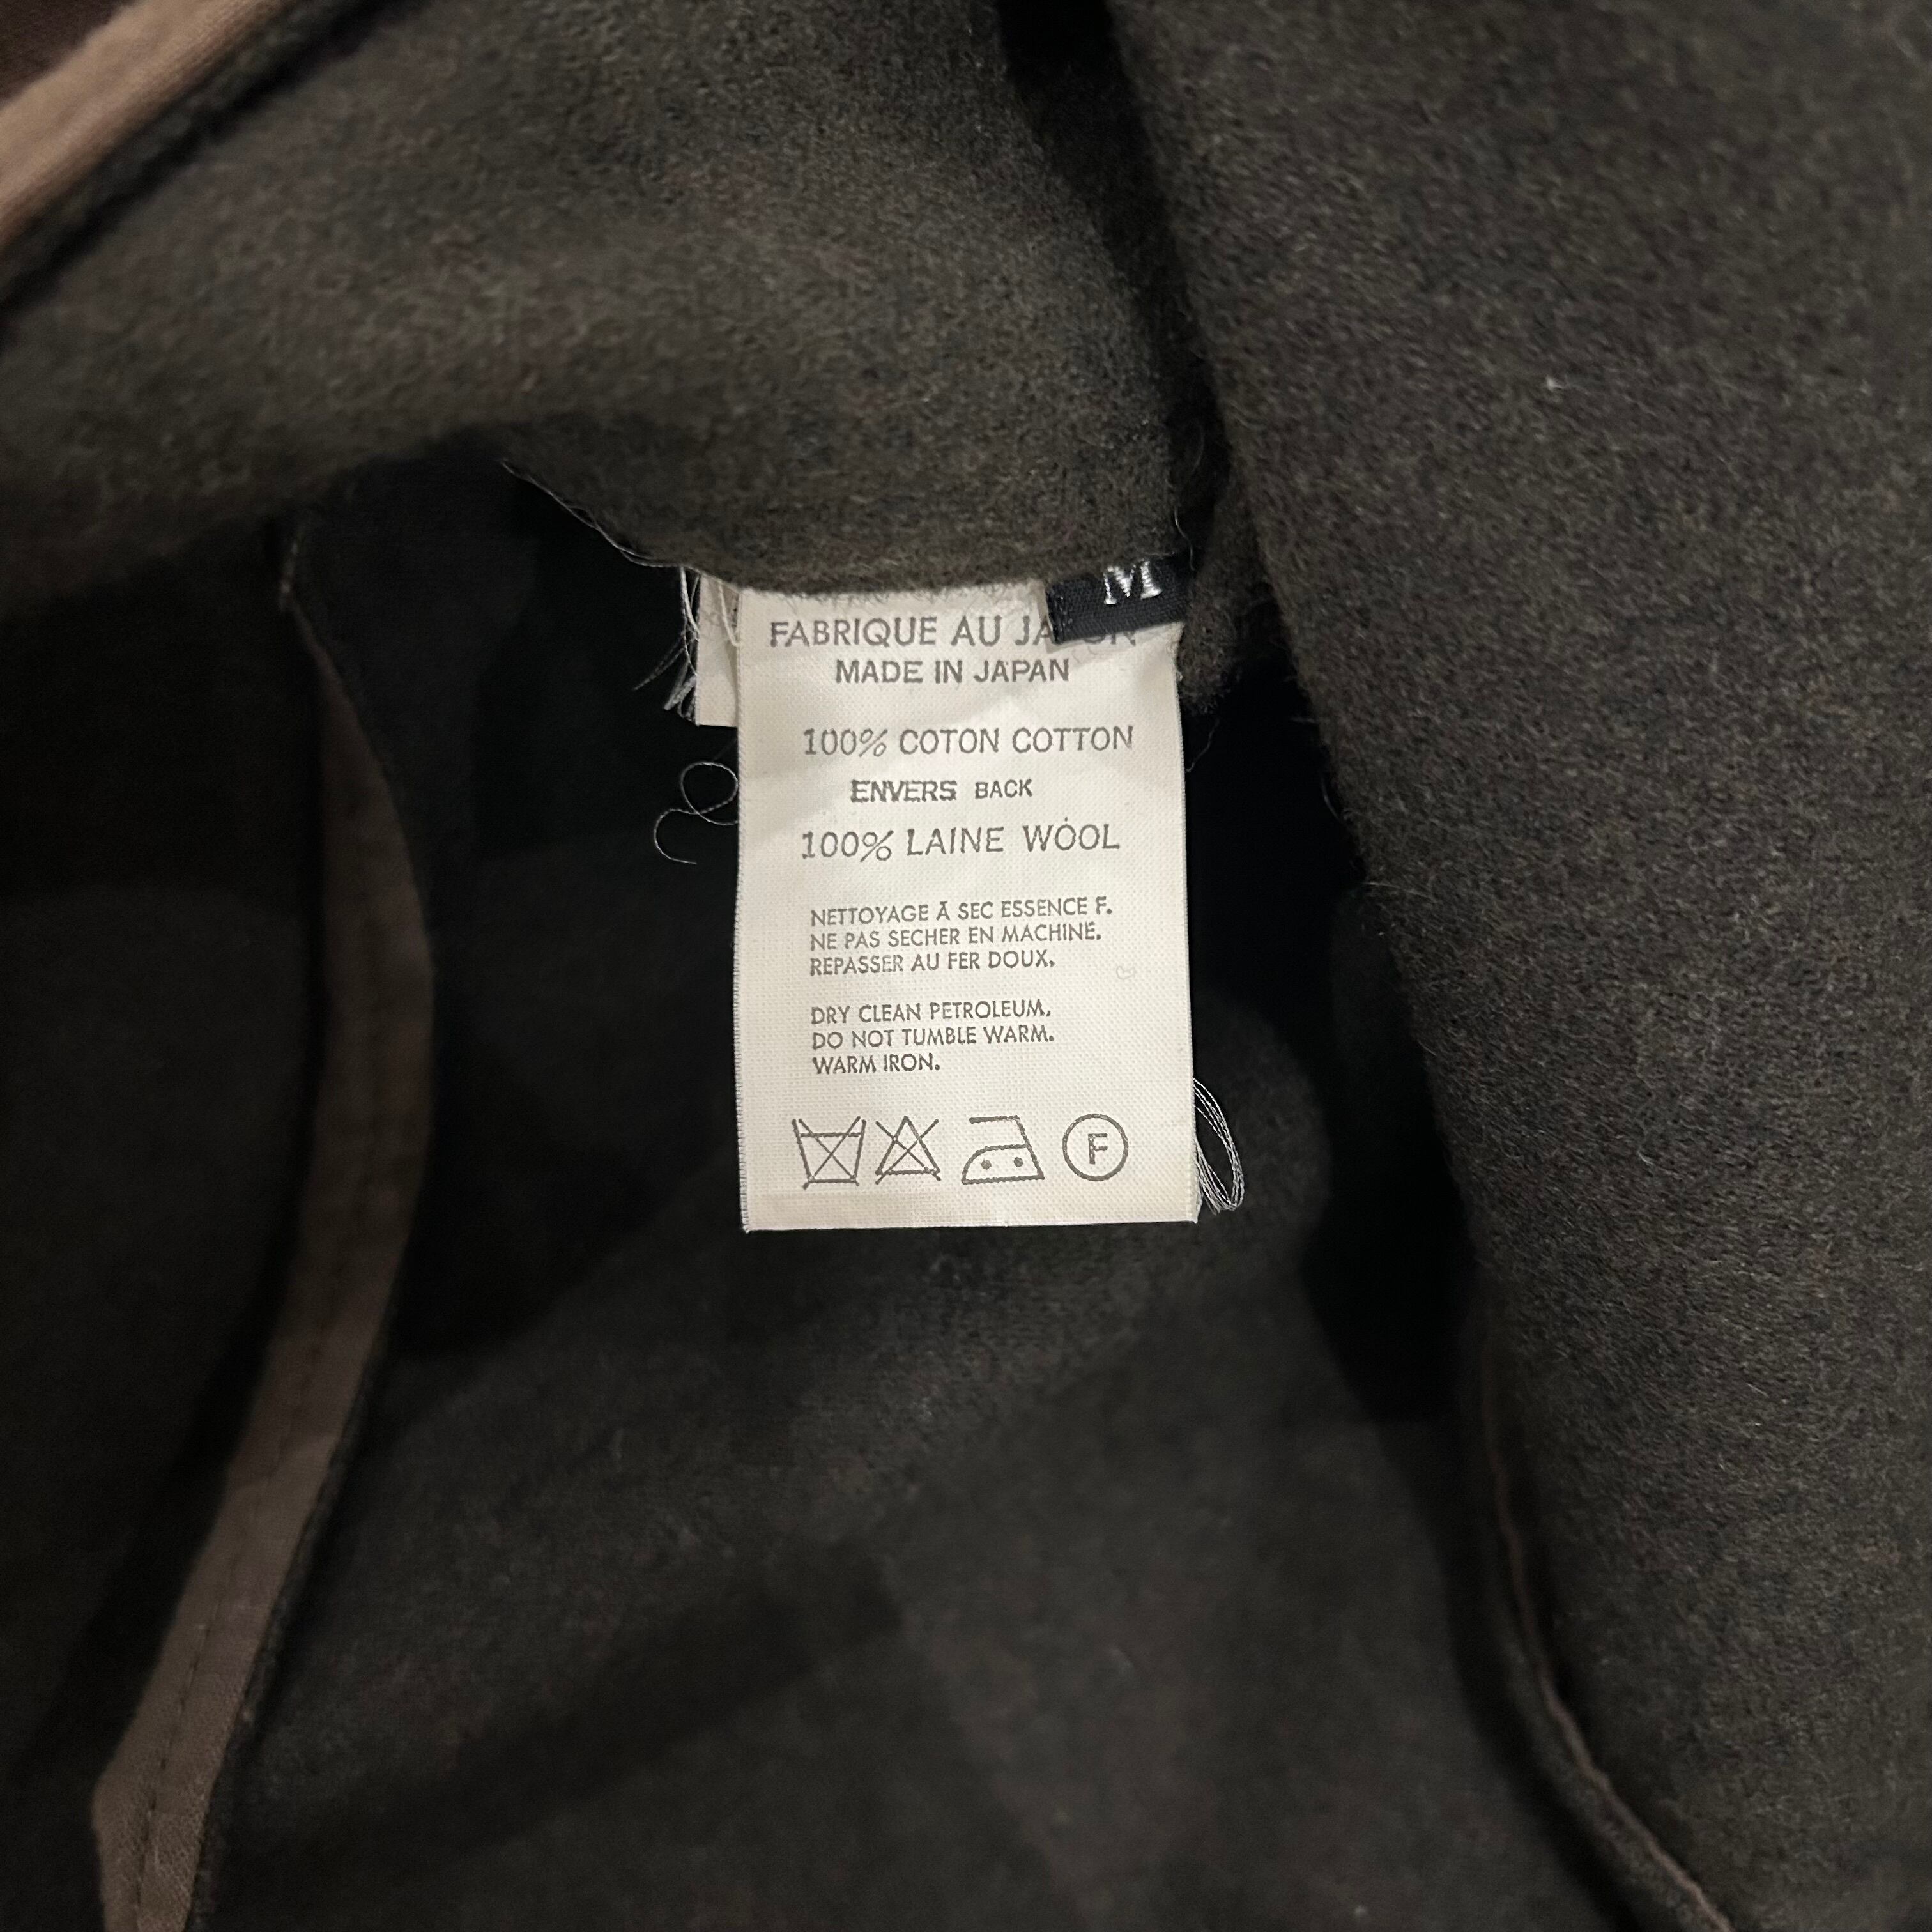 M
FABRIQUE AU
MADE IN JAPAN
100% COTON COTTON
ENVERS BACK
100% LAINE WOOL
NETTOYAGE À SEC ESSENCE F.
NE PAS SECHER EN MACHINE.
REPASSER AU FER DOUX.
DRY CLEAN PETROLEUM.
DO NOT TUMBLE WARM.
WARM IRON.
F